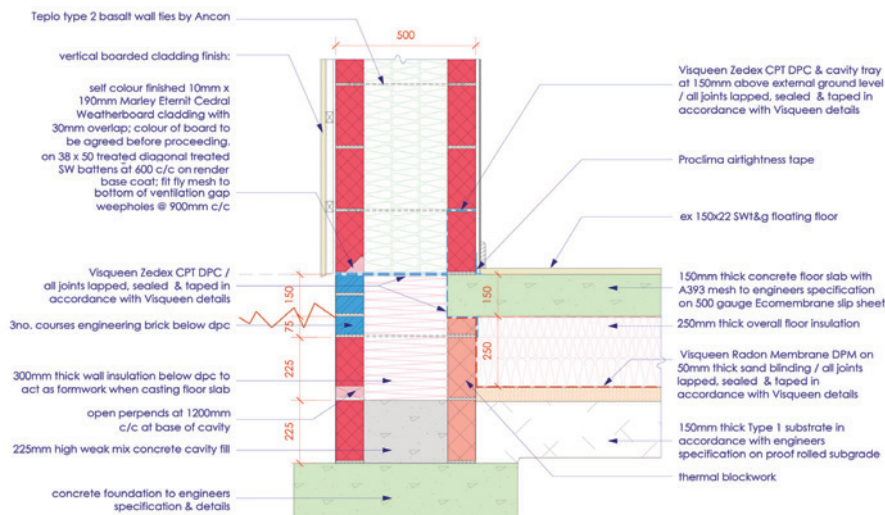 Teplo type 2 basalt wall ties by Ancon
vertical boarded cladding finish:
self colour finished 10mm x
190mm Marley Eternit Cedral
Weatherboard cladding with
30mm overlap; colour of board to
be agreed before proceeding.
on 38 x 50 treated diagonal treated
SW battens at 600 c/c on render
base coat; fit fly mesh to
bottom of ventilation gap
weepholes @ 900mm c/c
Visqueen Zedex CPT DPC /
all joints lapped, sealed & taped in
accordance with Visqueen details
3no. courses engineering brick below dpc
300mm thick wall insulation below dpc to
act as formwork when casting floor slab
open perpends at 1200mm
c/c at base of cavity
225mm high weak mix concrete cavity fill
concrete foundation to engineers
specification & details
500
150
75
225
225
150
250
Visqueen Zedex CPT DPC & cavity tray
at 150mm above external ground level
/ all joints lapped, sealed & taped in
accordance with Visqueen details
Proclima airtightness tape
ex 150x22 SWt&g floating floor
150mm thick concrete floor slab with
A393 mesh to engineers specification
on 500 gauge Ecomembrane slip sheet
250mm thick overall floor insulation
Visqueen Radon Membrane DPM on
50mm thick sand blinding / all joints
lapped, sealed & taped in
accordance with Visqueen details
150mm thick Type 1 substrate in
accordance with engineers
specification on proof rolled subgrade
thermal blockwork